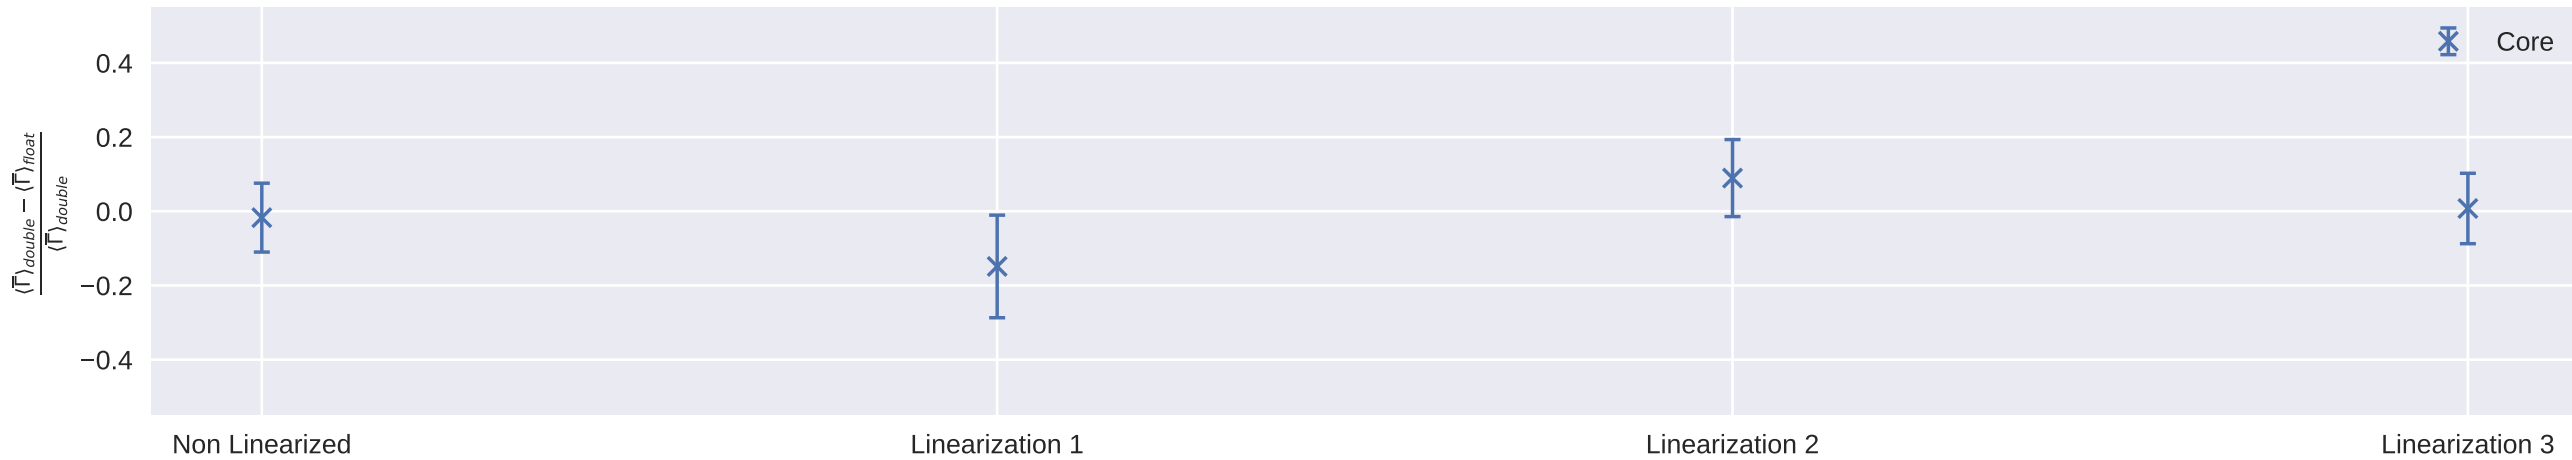 Core
0.4
0.2
0.0
−0.2
−0.4
⟨Γ̿⟩double − ⟨Γ̿⟩float
⟨Γ̿⟩double
Non Linearized Linearization 1 Linearization 2 Linearization 3